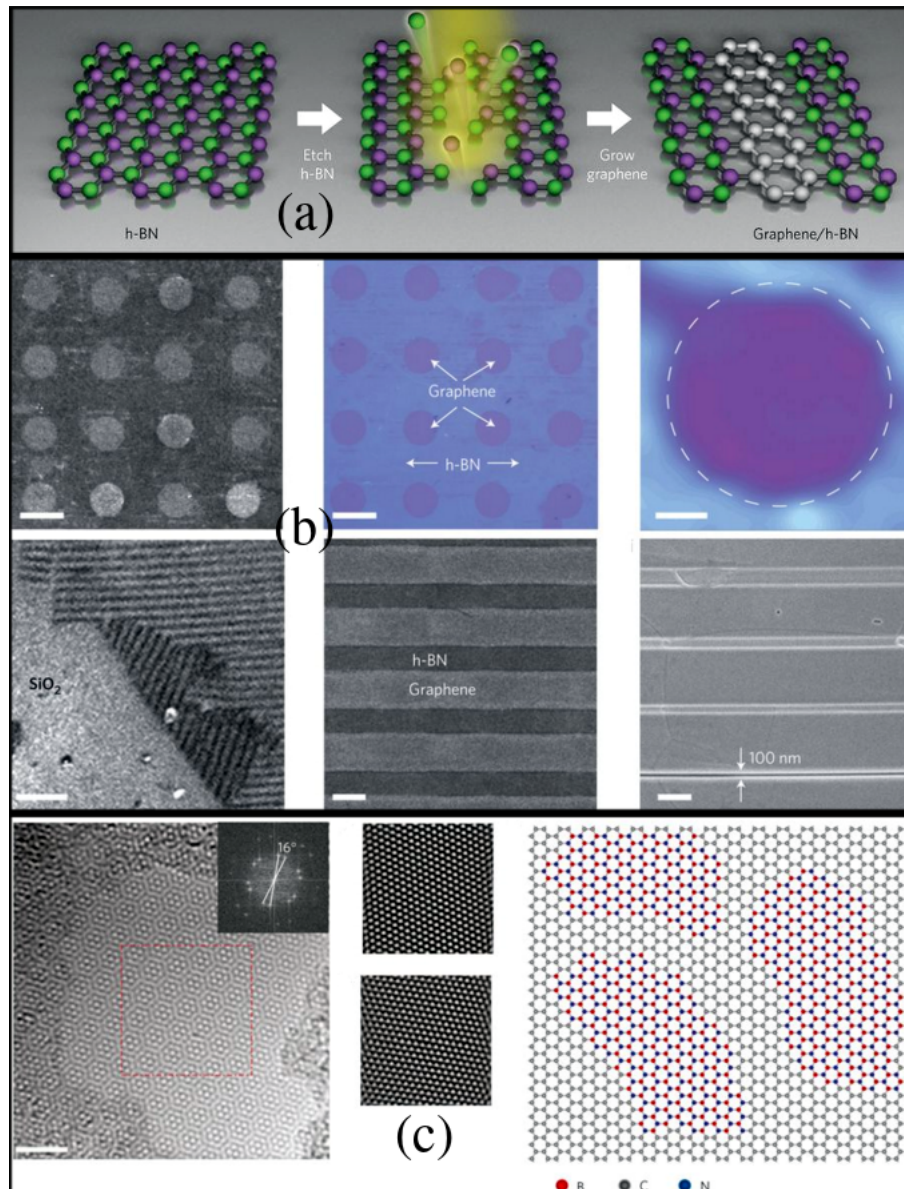 Etch
h-BN
Grow
graphene
h-BN
(a)
Graphene/h-BN
Graphene
h-BN
(b)
SiO₂
h-BN
Graphene
100 nm
16°
(c)
B C N